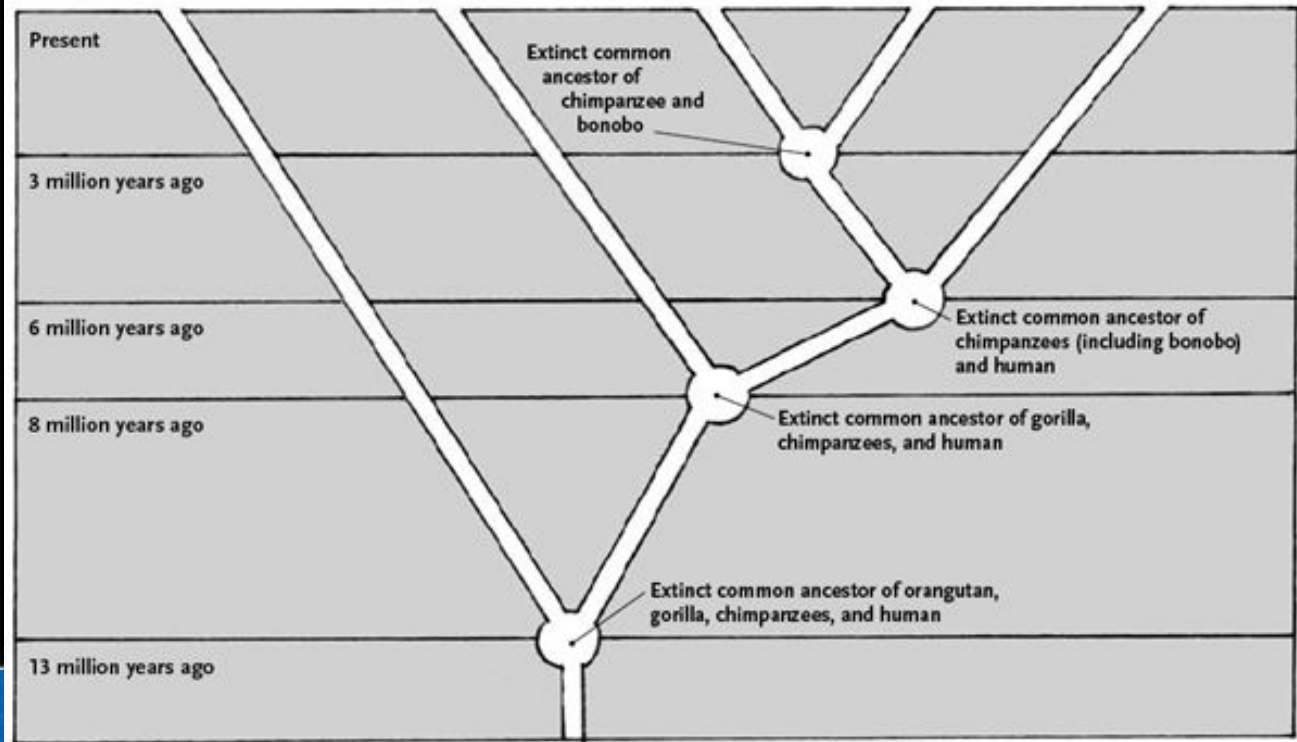 Present
Extinct common
ancestor of
chimpanzee and
bonobo
3 million years ago
6 million years ago
Extinct common ancestor of
chimpanzees (including bonobo)
and human
8 million years ago
Extinct common ancestor of gorilla,
chimpanzees, and human
Extinct common ancestor of orangutan,
gorilla, chimpanzees, and human
13 million years ago